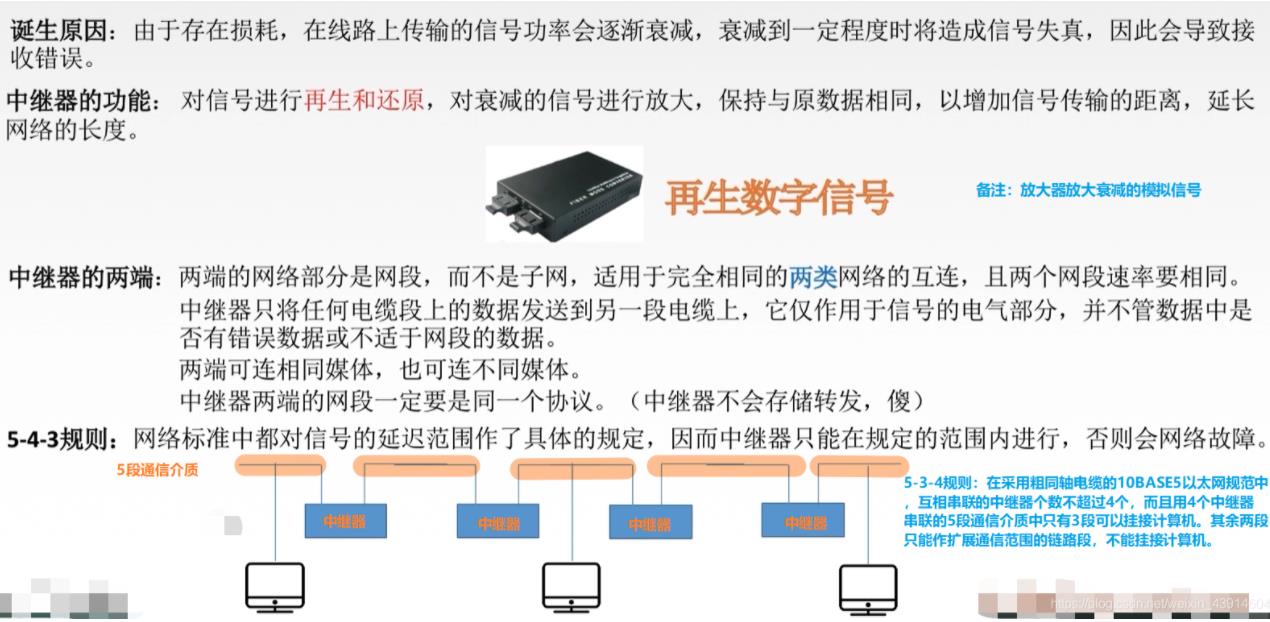 诞生原因：由于存在损耗，在线路上传输的信号功率会逐渐衰减，衰减到一定程度时将造成信号失真，因此会导致接
收错误。
中继器的功能： 对信号进行再生和还原，对衰减的信号进行放大，保持与原数据相同，以增加信号传输的距离，延长
网络的长度。
再生数字信号
备注：放大器放大衰减的模拟信号
中继器的两端：两端的网络部分是网段，而不是子网，适用于完全相同的两类网络的互连，且两个网段速率要相同。
中继器只将任何电缆段上的数据发送到另一段电缆上，它仅作用于信号的电气部分，并不管数据中是
否有错误数据或不适于网段的数据。
两端可连相同媒体，也可连不同媒体。
中继器两端的网段一定要是同一个协议。（中继器不会存储转发，傻）
5-4-3规则：网络标准中都对信号的延迟范围作了具体的规定，因而中继器只能在规定的范围内进行，否则会网络故障。
5段通信介质
5-3-4规则：在采用粗同轴电缆的10BASE5以太网规范中
，互相串联的中继器个数不超过4个，而且用4个中继器
串联的5段通信介质中只有3段可以挂接计算机。其余两段
只能作扩展通信范围的链路段，不能挂接计算机。
中继器
中继器
中继器
中继器